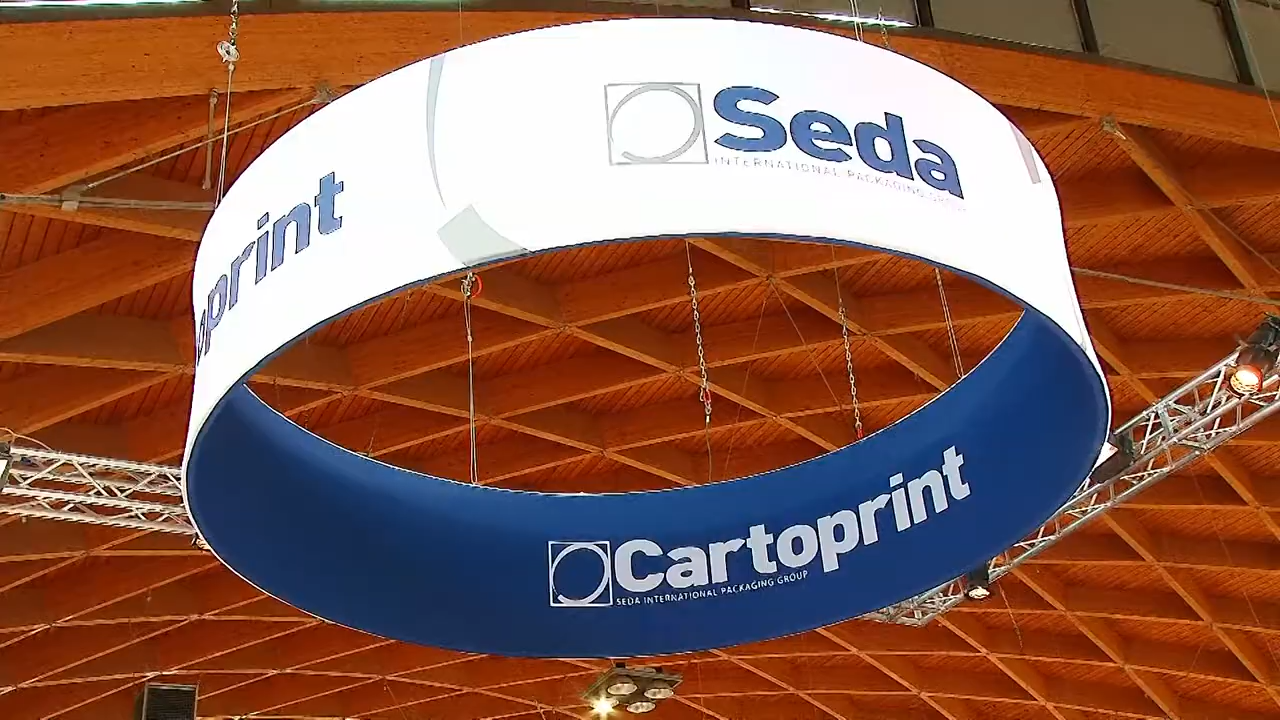 Seda
INTERNATIONAL PACKAGING GROUP
print
Cartoprint
SEDA INTERNATIONAL PACKAGING GROUP